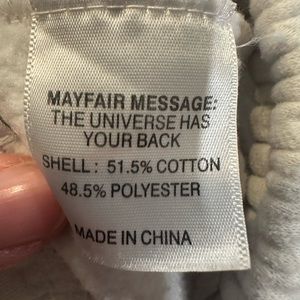 MAYFAIR MESSAGE:
THE UNIVERSE HAS
YOUR BACK
SHELL: 51.5% COTTON
48.5% POLYESTER
MADE IN CHINA